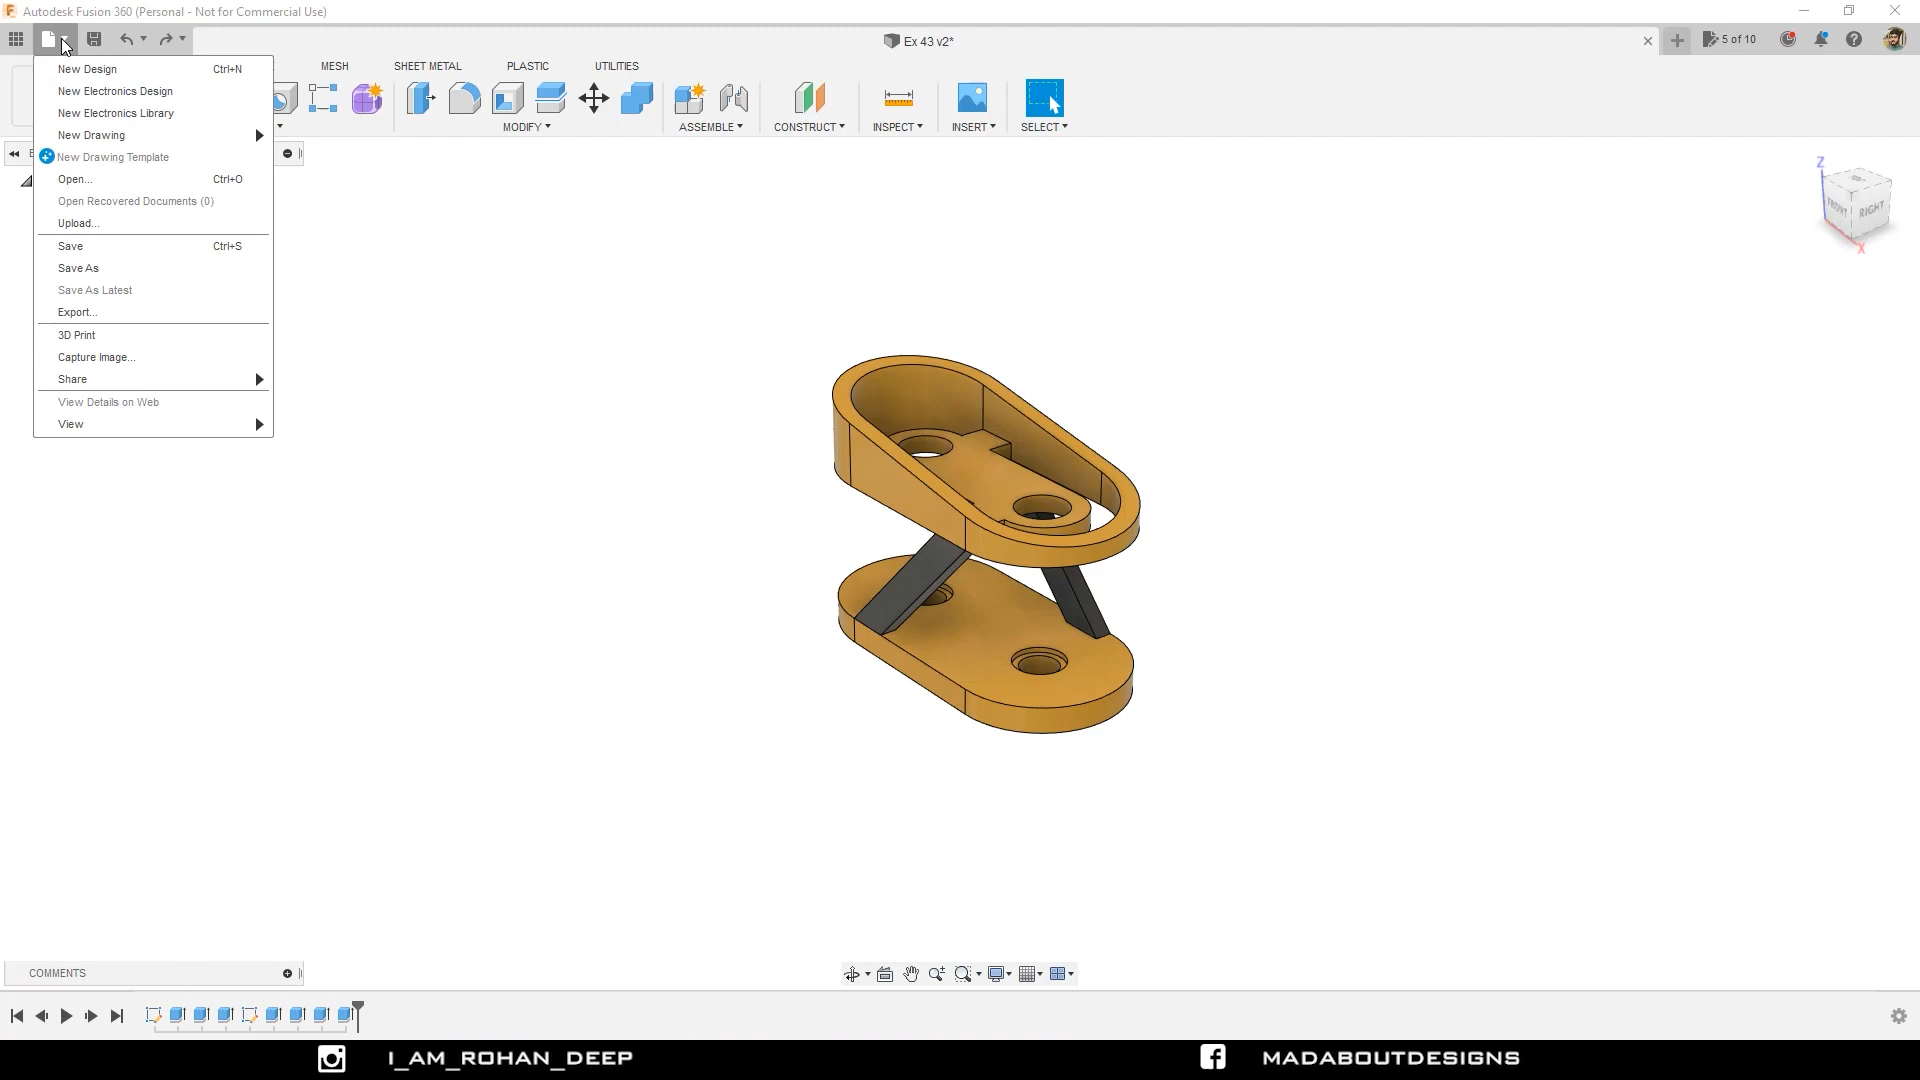 Autodesk Fusion 360 (Personal - Not for Commercial Use)
Ex 43 v2*
5 of 10
MESH
SHEET METAL
PLASTIC
UTILITIES
MODIFY
ASSEMBLE
CONSTRUCT
INSPECT
INSERT
SELECT
New Design Ctrl+N
New Electronics Design
New Electronics Library
New Drawing
New Drawing Template
Open... Ctrl+O
Open Recovered Documents (0)
Upload...
Save Ctrl+S
Save As
Save As Latest
Export...
3D Print
Capture Image...
Share
View Details on Web
View
Z
FRONT
RIGHT
X
COMMENTS
I_AM_ROHAN_DEEP
MADABOUTDESIGNS